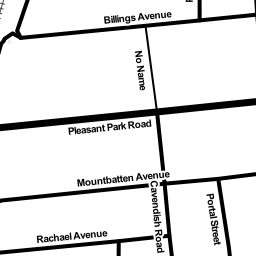 Billings Avenue
No Name
Pleasant Park Road
Mountbatten Avenue
Cavendish Road
Portal Street
Rachael Avenue